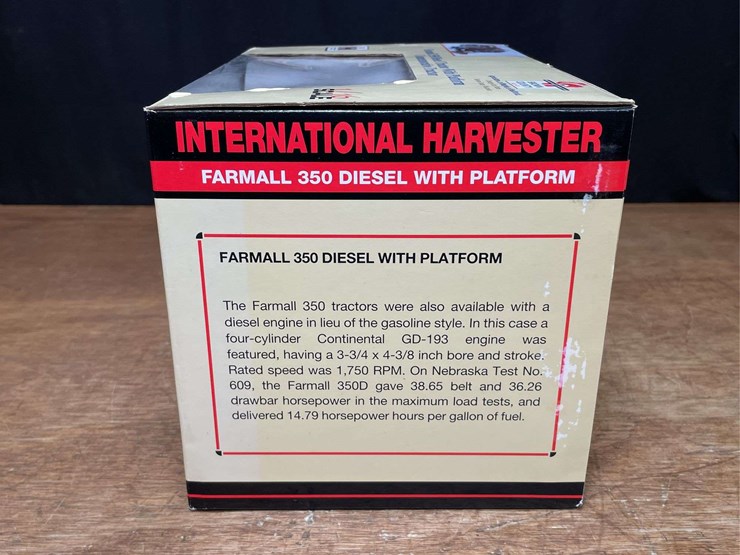 INTERNATIONAL HARVESTER
FARMALL 350 DIESEL WITH PLATFORM
FARMALL 350 DIESEL WITH PLATFORM
The Farmall 350 tractors were also available with a
diesel engine in lieu of the gasoline style. In this case a
four-cylinder Continental GD-193 engine was
featured, having a 3-3/4 x 4-3/8 inch bore and stroke.
Rated speed was 1,750 RPM. On Nebraska Test No.
609, the Farmall 350D gave 38.65 belt and 36.26
drawbar horsepower in the maximum load tests, and
delivered 14.79 horsepower hours per gallon of fuel.